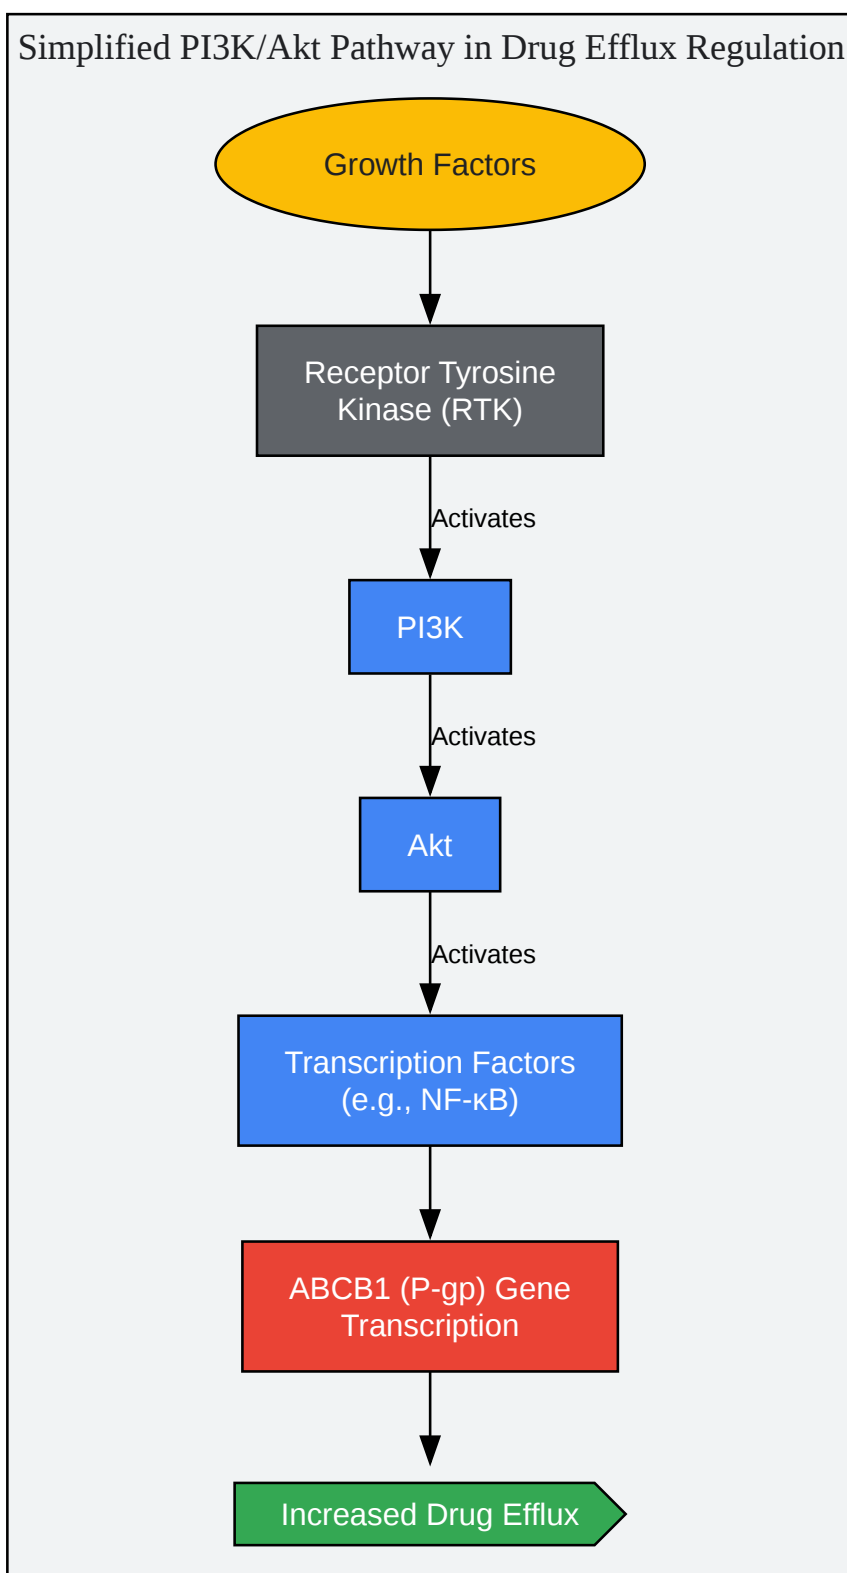 Simplified PI3K/Akt Pathway in Drug Efflux Regulation
Growth Factors
Receptor Tyrosine
Kinase (RTK)
Activates
PI3K
Activates
Akt
Activates
Transcription Factors
(e.g., NF-κB)
ABCB1 (P-gp) Gene
Transcription
Increased Drug Efflux